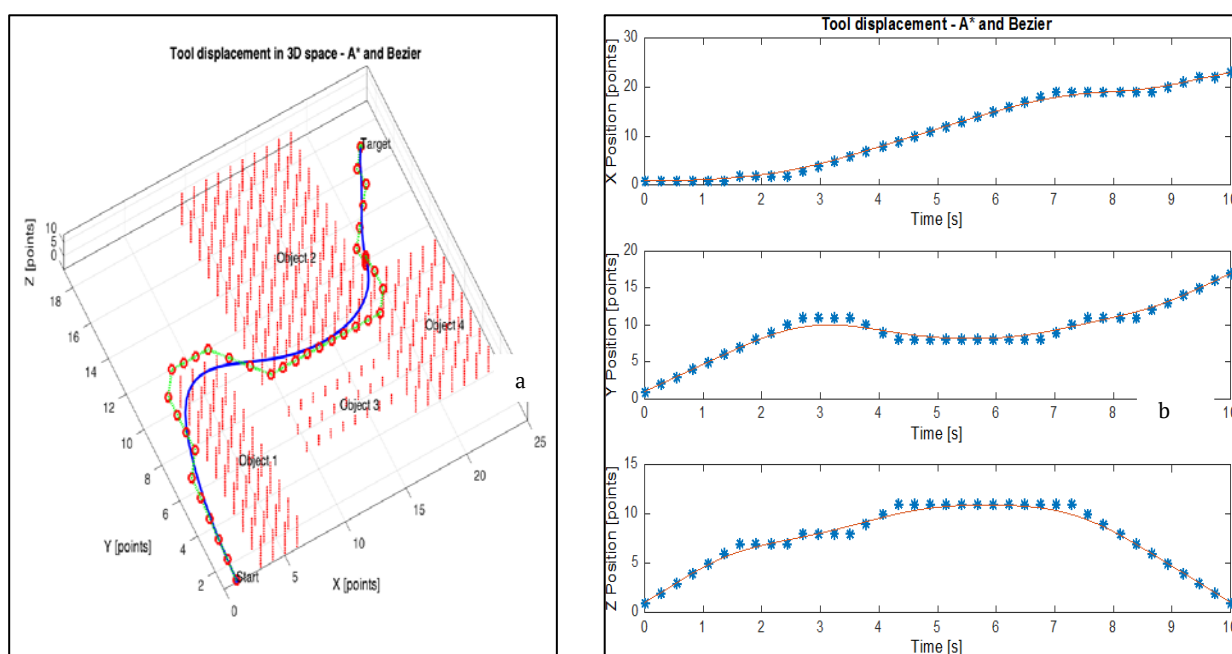 Tool displacement in 3D space - A* and Bezier
Target
Z [points]
10
5
0
18
16
14
12
10
8
6
4
2
Y [points]
Object 2
Object 4
Object 3
Object 1
Start
0
5
10
15
20
25
X [points]
a
Tool displacement - A* and Bezier
X Position [points]
30
20
10
0
0 1 2 3 4 5 6 7 8 9 10
Time [s]
Y Position [points]
20
15
10
5
0
0 1 2 3 4 5 6 7 8 9 10
Time [s]
b
Z Position [points]
15
10
5
0
0 1 2 3 4 5 6 7 8 9 10
Time [s]